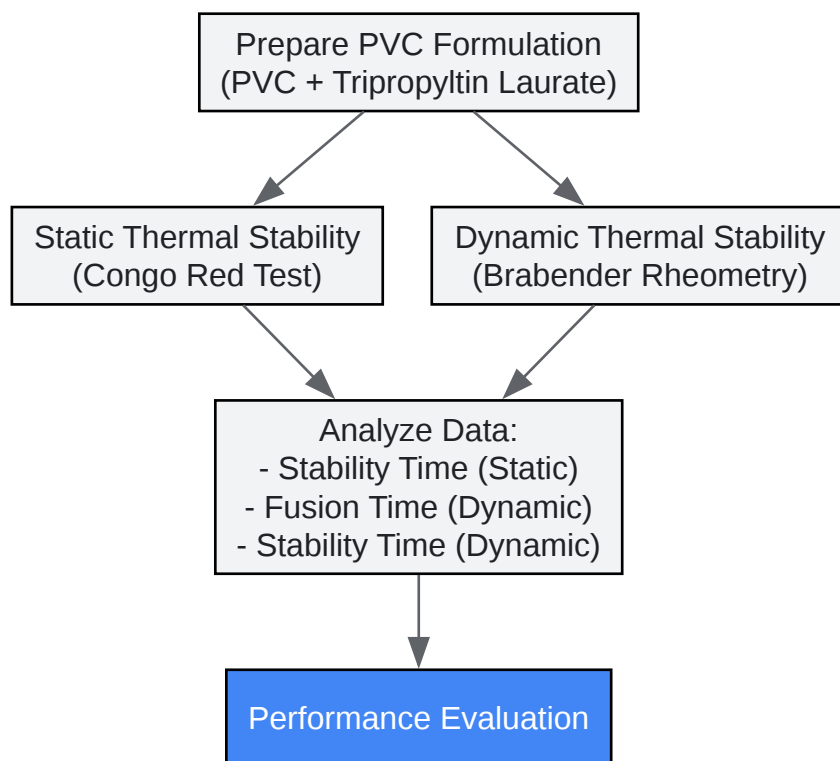 Prepare PVC Formulation
(PVC + Tripropyltin Laurate)
Static Thermal Stability
(Congo Red Test)
Dynamic Thermal Stability
(Brabender Rheometry)
Analyze Data:
- Stability Time (Static)
- Fusion Time (Dynamic)
- Stability Time (Dynamic)
Performance Evaluation